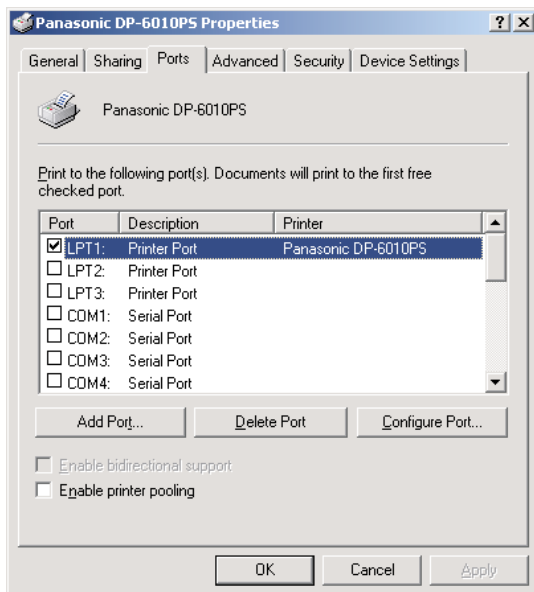 Panasonic DP-6010PS Properties
General Sharing Ports Advanced Security Device Settings
Panasonic DP-6010PS
Print to the following port(s). Documents will print to the first free
checked port.
Port Description Printer
LPT1: Printer Port Panasonic DP-6010PS
LPT2: Printer Port
LPT3: Printer Port
COM1: Serial Port
COM2: Serial Port
COM3: Serial Port
COM4: Serial Port
Add Port... Delete Port Configure Port...
Enable bidirectional support
Enable printer pooling
OK Cancel Apply